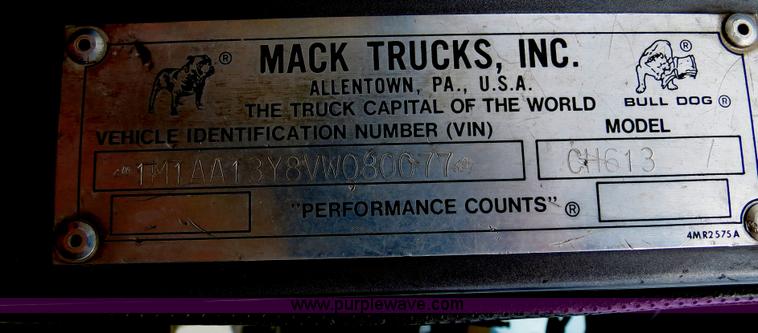 MACK TRUCKS, INC.
ALLENTOWN, PA., U.S.A.
THE TRUCK CAPITAL OF THE WORLD
®
® BULL DOG ®
VEHICLE IDENTIFICATION NUMBER (VIN)
MODEL
1M1AA13Y8VW080077
CH613
"PERFORMANCE COUNTS" ®
4MR2575A
www.purplewave.com